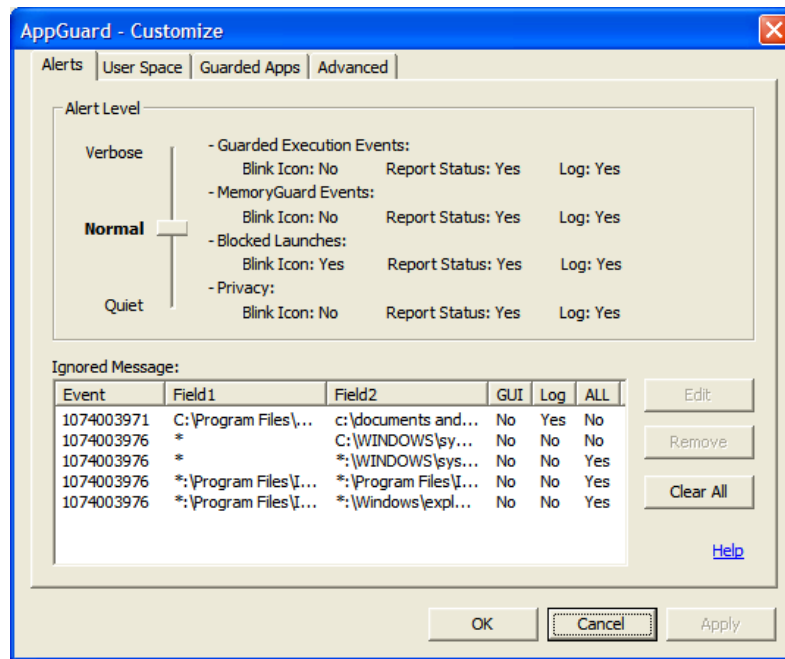 AppGuard - Customize
Alerts User Space Guarded Apps Advanced
Alert Level
Verbose
Normal
Quiet
- Guarded Execution Events:
Blink Icon: No Report Status: Yes Log: Yes
- MemoryGuard Events:
Blink Icon: No Report Status: Yes Log: Yes
- Blocked Launches:
Blink Icon: Yes Report Status: Yes Log: Yes
- Privacy:
Blink Icon: No Report Status: Yes Log: Yes
Ignored Message:
Event Field1 Field2 GUI Log ALL
1074003971 C:\Program Files\... c:\documents and... No Yes No
1074003976 * C:\WINDOWS\sy... No No No
1074003976 * *:\WINDOWS\sys... No No Yes
1074003976 *:\Program Files\I... *:\Program Files\I... No No Yes
1074003976 *:\Program Files\I... *:\Windows\expl... No No Yes
Edit
Remove
Clear All
Help
OK Cancel Apply